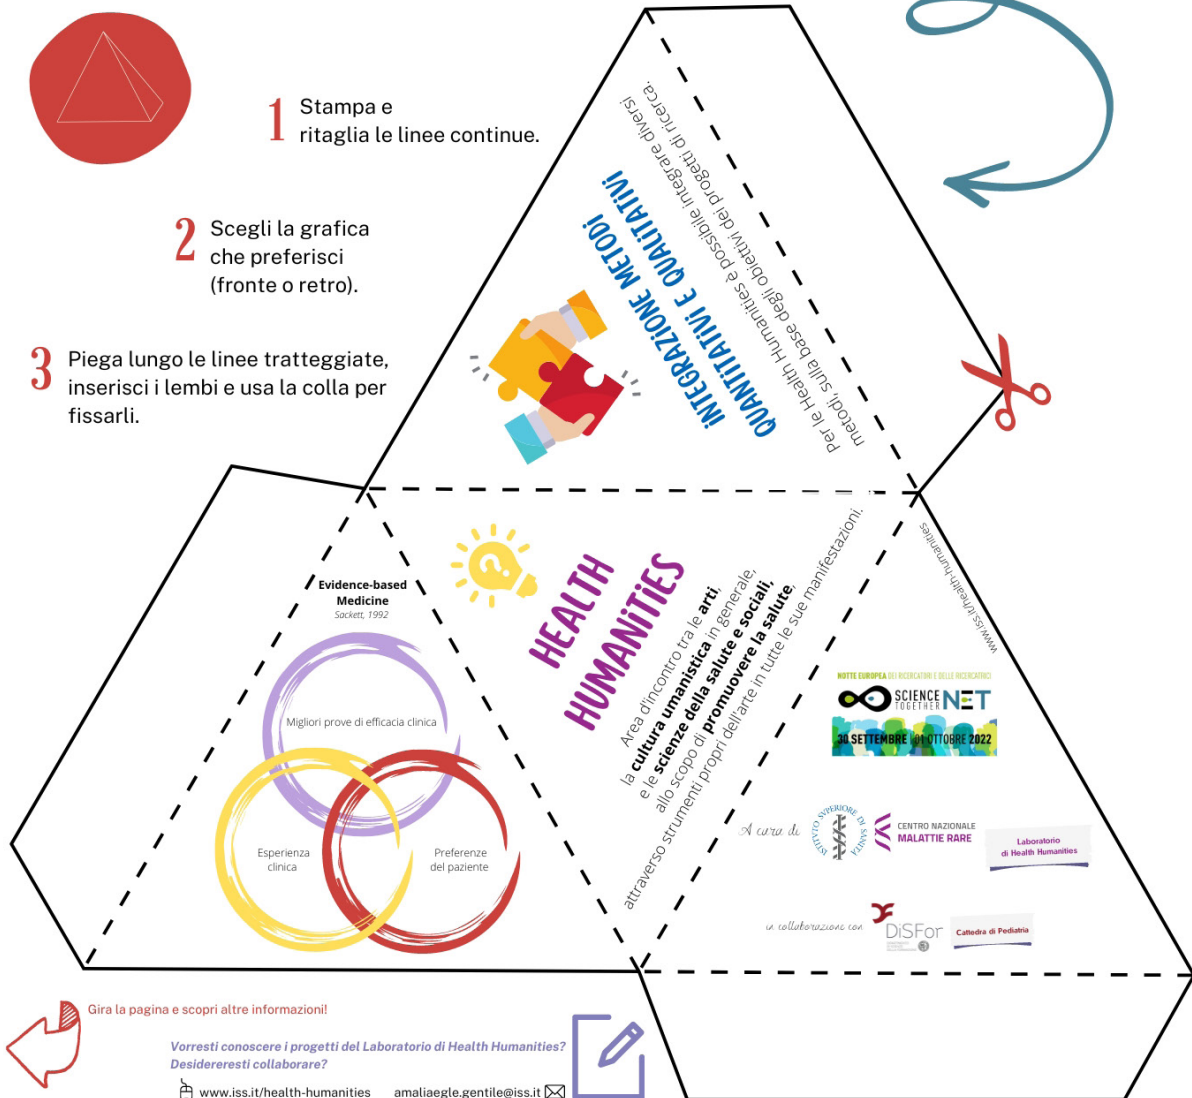 1 Stampa e
ritaglia le linee continue.
2 Scegli la grafica
che preferisci
(fronte o retro).
3 Piega lungo le linee tratteggiate,
inserisci i lembi e usa la colla per
fissarli.
INTEGRAZIONE METODI
QUANTITATIVI E QUALITATIVI
Per le Health Humanities è possibile integrare diversi
metodi, sulla base degli obiettivi dei progetti di ricerca.
Evidence-based
Medicine
Sackett, 1992
Migliori prove di efficacia clinica
Esperienza
clinica
Preferenze
del paziente
HEALTH
HUMANITIES
Area d'incontro tra le arti,
la cultura umanistica in generale,
e le scienze della salute e sociali,
allo scopo di promuovere la salute,
attraverso strumenti propri dell'arte in tutte le sue manifestazioni.
www.iss.it/health-humanities
NOTTE EUROPEA DEI RICERCATORI E DELLE RICERCATRICI
SCIENCE
TOGETHER NET
30 SETTEMBRE 01 OTTOBRE 2022
A cura di
ISTITVTO SVPERIORE DI SANITÀ
CENTRO NAZIONALE
MALATTIE RARE
Laboratorio
di Health Humanities
in collaborazione con
DiSFor
Cattedra di Pediatria
Gira la pagina e scopri altre informazioni!
Vorresti conoscere i progetti del Laboratorio di Health Humanities?
Desidereresti collaborare?
www.iss.it/health-humanities amaliaegle.gentile@iss.it